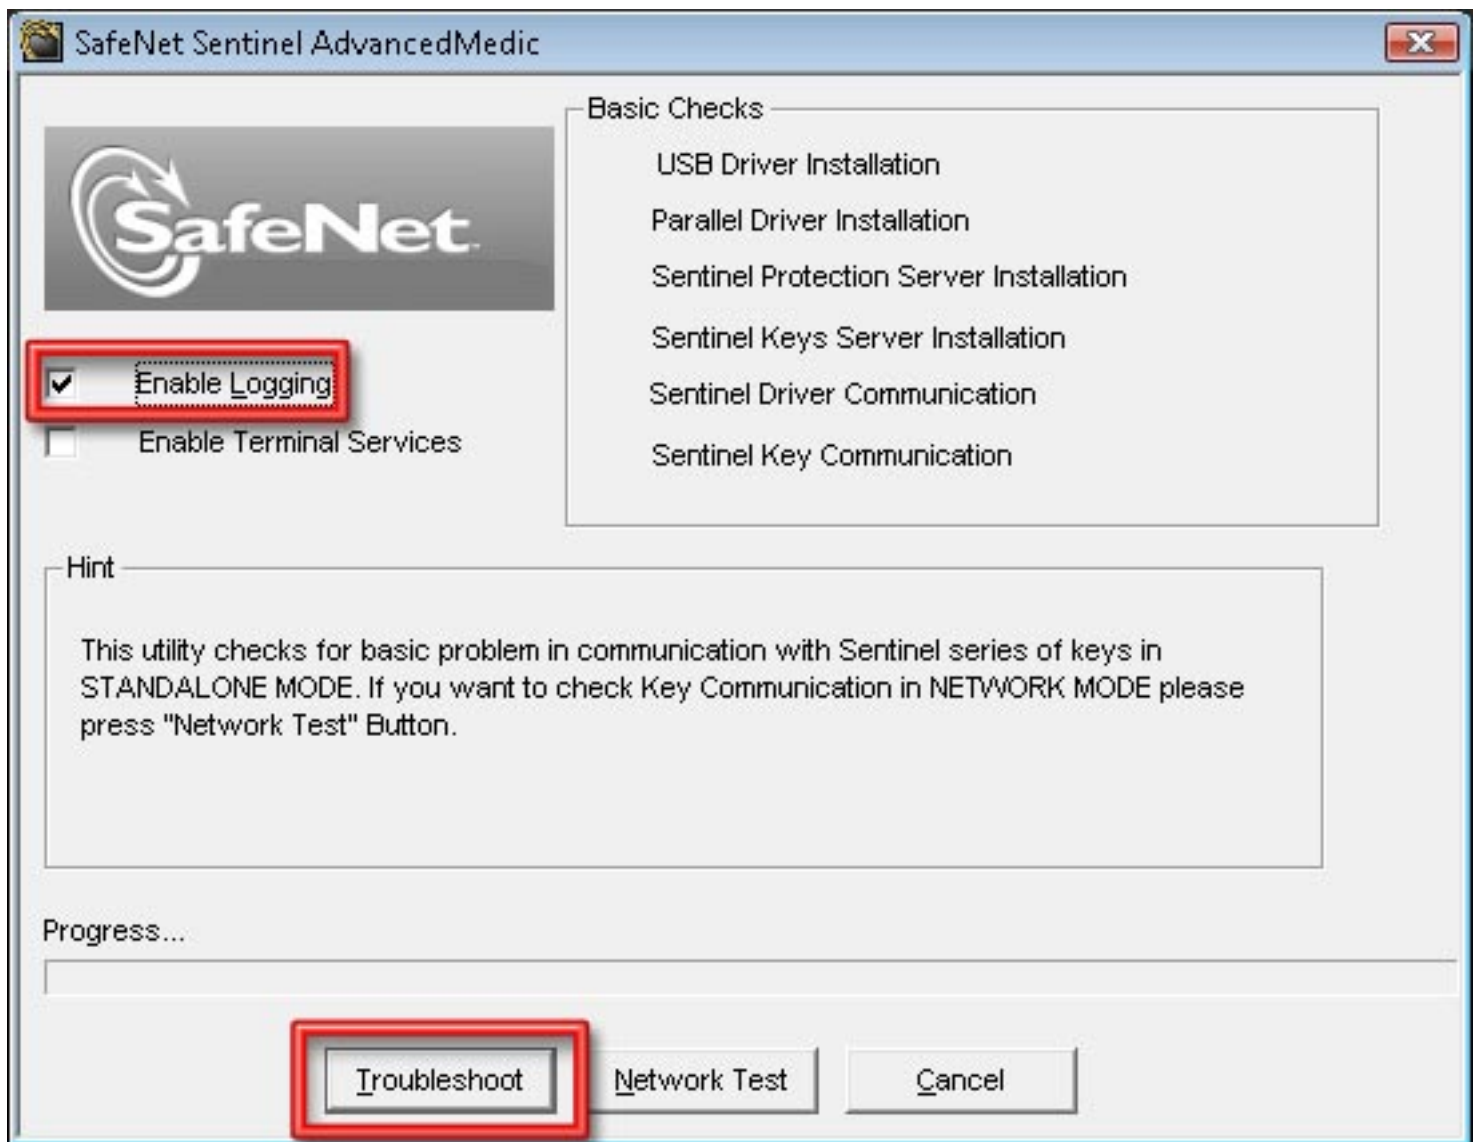 SafeNet Sentinel AdvancedMedic
SafeNet™
Enable Logging
Enable Terminal Services
Basic Checks
USB Driver Installation
Parallel Driver Installation
Sentinel Protection Server Installation
Sentinel Keys Server Installation
Sentinel Driver Communication
Sentinel Key Communication
Hint
This utility checks for basic problem in communication with Sentinel series of keys in
STANDALONE MODE. If you want to check Key Communication in NETWORK MODE please
press "Network Test" Button.
Progress...
Troubleshoot
Network Test
Cancel